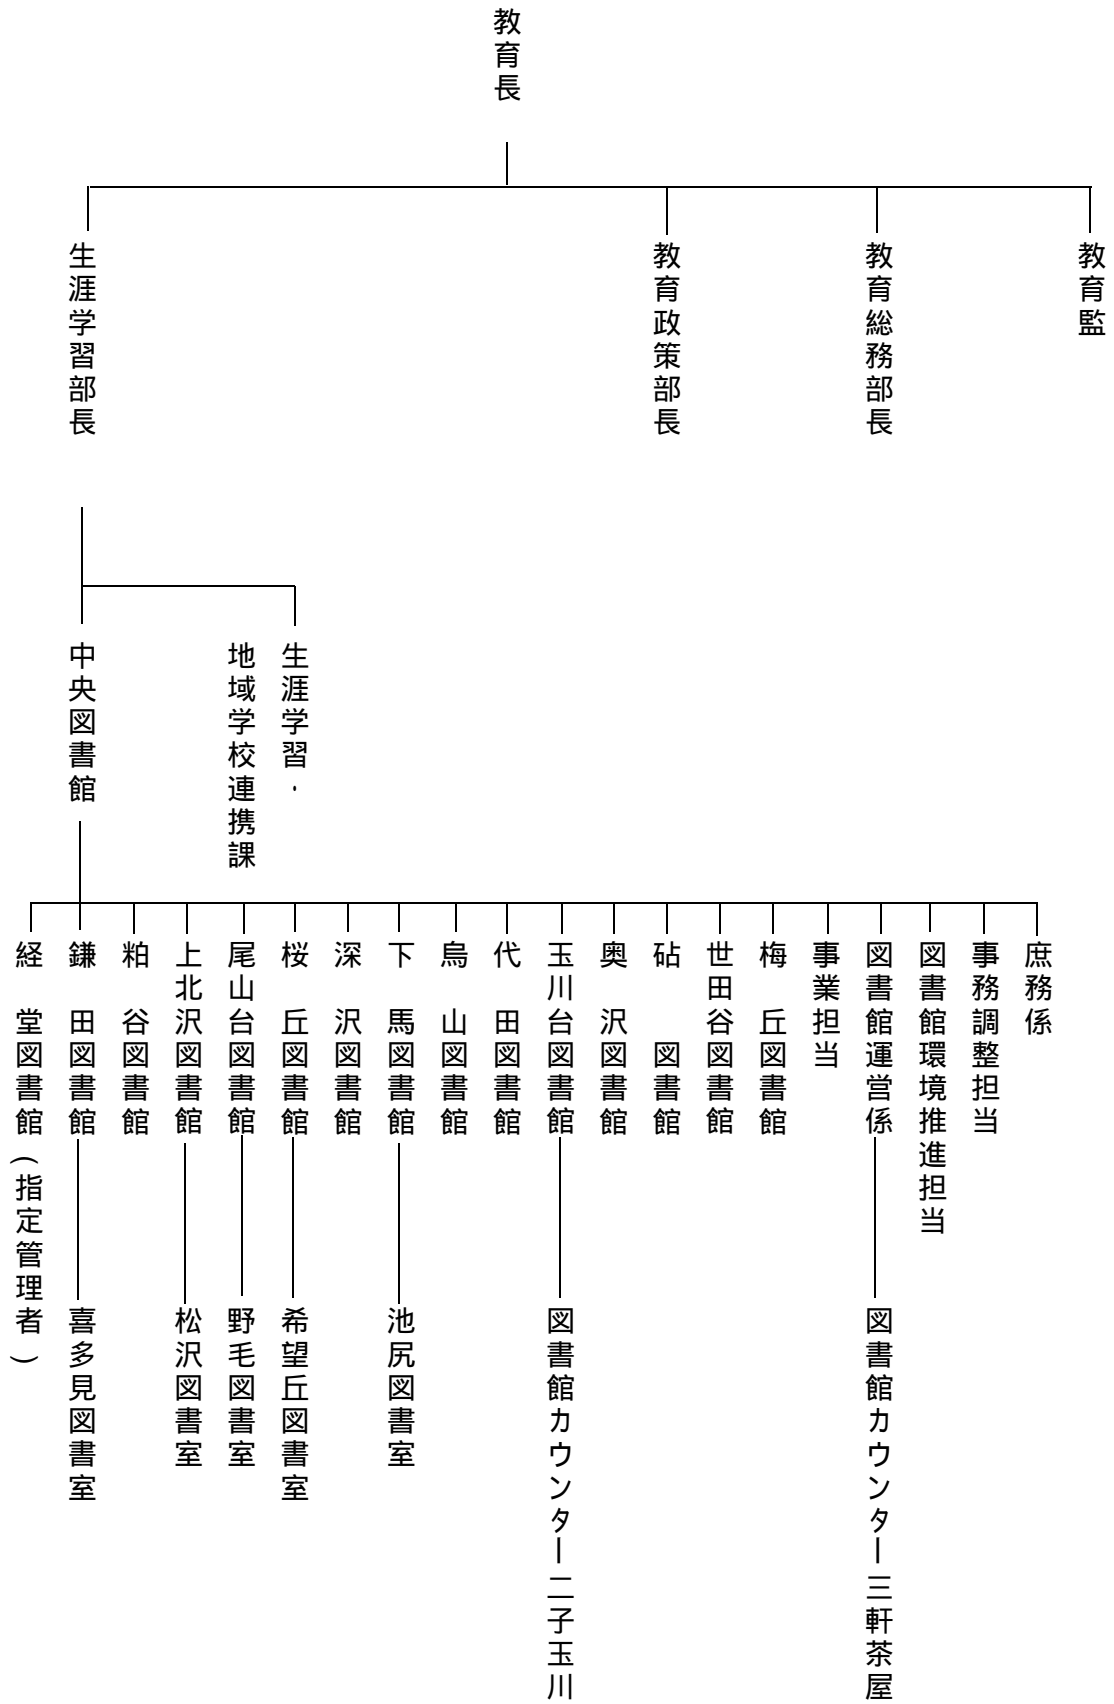 教育長
教育監
教育総務部長
教育政策部長
生涯学習部長
生涯学習・
地域学校連携課
中央図書館
庶務係
事務調整担当
図書館環境推進担当
図書館運営係
図書館カウンター三軒茶屋
事業担当
梅　丘図書館
世田谷図書館
砧　　図書館
奥　沢図書館
玉川台図書館
図書館カウンター二子玉川
代　田図書館
烏　山図書館
下　馬図書館
池尻図書室
深　沢図書館
桜　丘図書館
希望丘図書室
尾山台図書館
野毛図書室
上北沢図書館
松沢図書室
粕　谷図書館
鎌　田図書館
喜多見図書室
経　堂図書館（指定管理者）